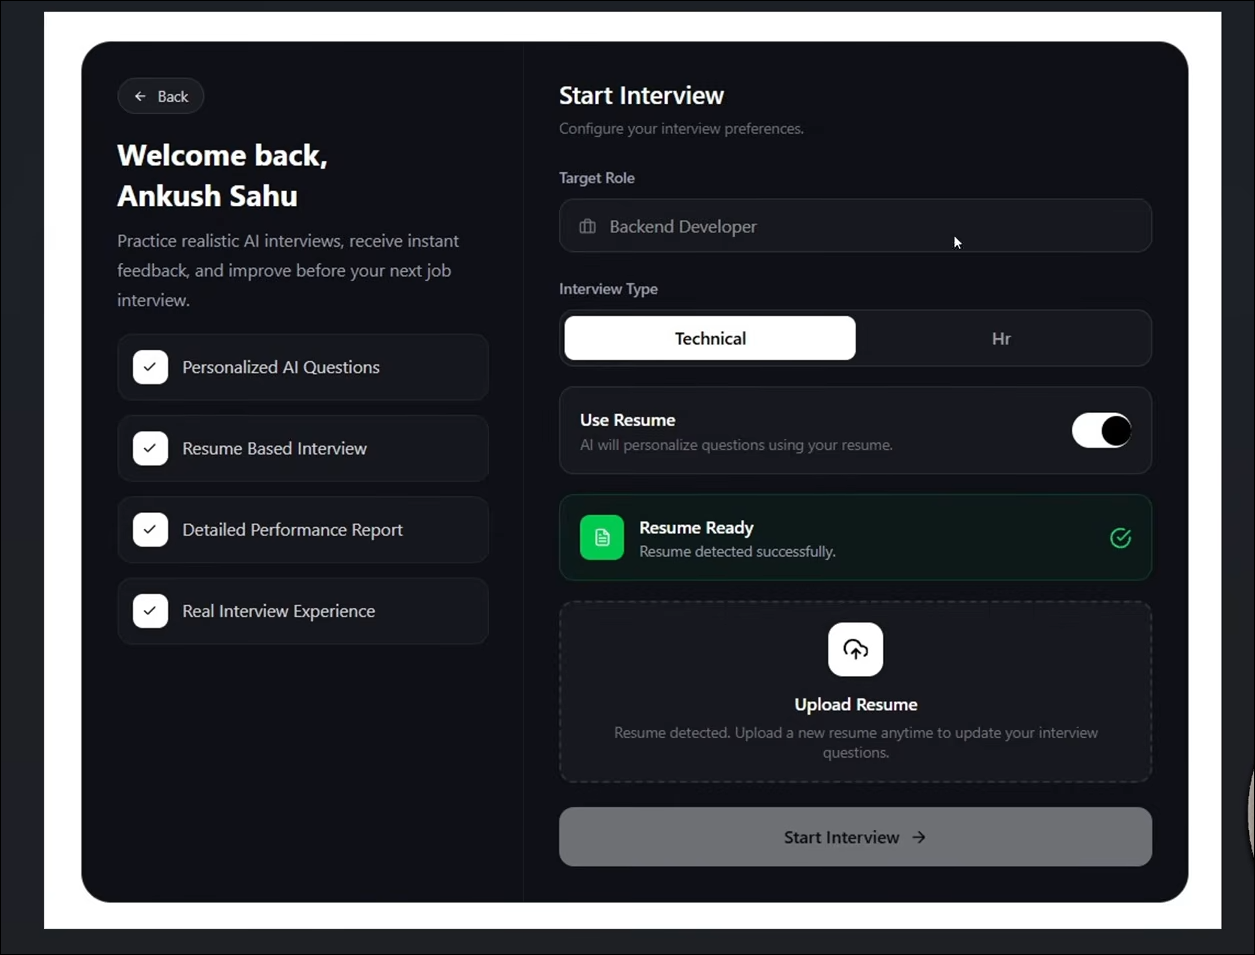 Back
Welcome back,
Ankush Sahu
Practice realistic AI interviews, receive instant
feedback, and improve before your next job
interview.
Personalized AI Questions
Resume Based Interview
Detailed Performance Report
Real Interview Experience
Start Interview
Configure your interview preferences.
Target Role
Backend Developer
Interview Type
Technical
Hr
Use Resume
AI will personalize questions using your resume.
Resume Ready
Resume detected successfully.
Upload Resume
Resume detected. Upload a new resume anytime to update your interview
questions.
Start Interview